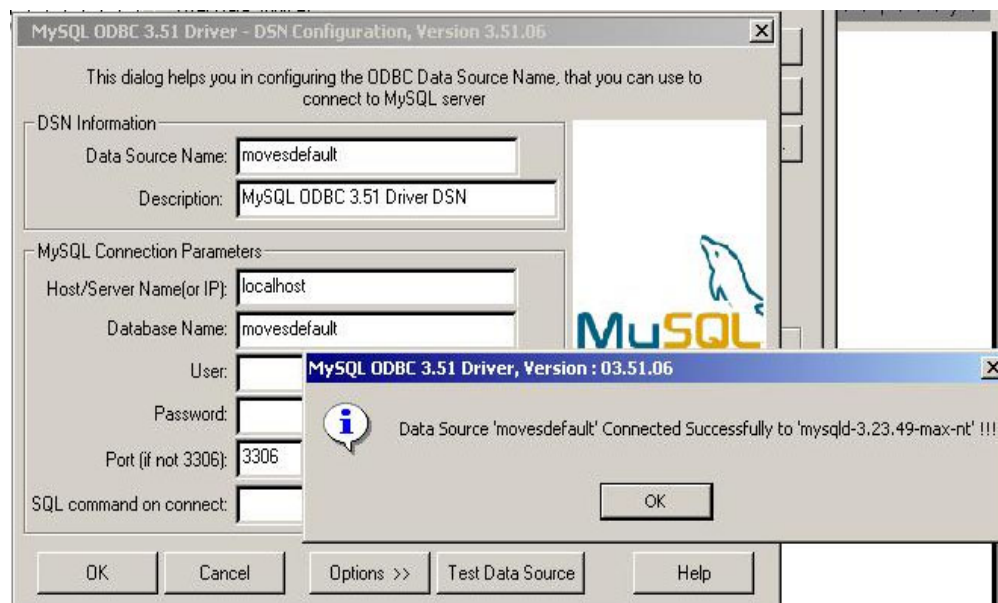 MySQL ODBC 3.51 Driver - DSN Configuration, Version 3.51.06
This dialog helps you in configuring the ODBC Data Source Name, that you can use to
connect to MySQL server
DSN Information
Data Source Name: movesdefault
Description: MySQL ODBC 3.51 Driver DSN
MySQL Connection Parameters
Host/Server Name(or IP): localhost
Database Name: movesdefault
MySQL
User:
Password:
Port (if not 3306): 3306
SQL command on connect:
MySQL ODBC 3.51 Driver, Version : 03.51.06
Data Source 'movesdefault' Connected Successfully to 'mysqld-3.23.49-max-nt' !!!
OK
OK Cancel Options >> Test Data Source Help